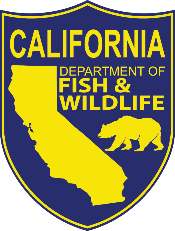 CALIFORNIA
DEPARTMENT OF
FISH &
WILDLIFE